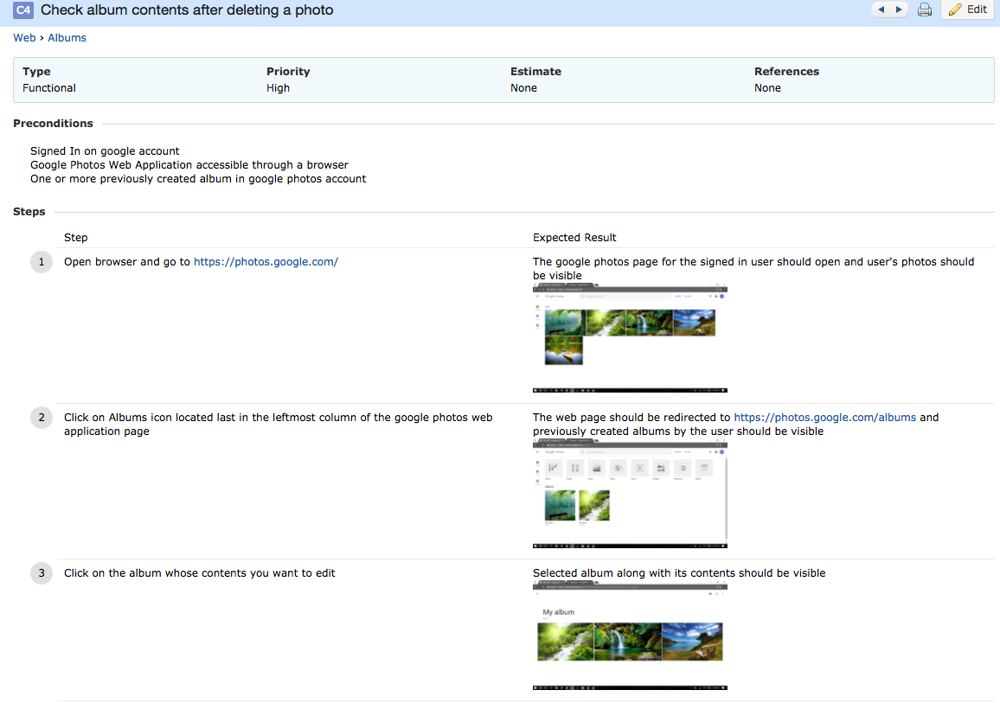 C4 Check album contents after deleting a photo
Edit
Web › Albums
Type Priority Estimate References
Functional High None None
Preconditions
Signed In on google account
Google Photos Web Application accessible through a browser
One or more previously created album in google photos account
Steps
Step Expected Result
1 Open browser and go to https://photos.google.com/
The google photos page for the signed in user should open and user's photos should
be visible
2 Click on Albums icon located last in the leftmost column of the google photos web
application page
The web page should be redirected to https://photos.google.com/albums and
previously created albums by the user should be visible
Albums
3 Click on the album whose contents you want to edit
Selected album along with its contents should be visible
My album